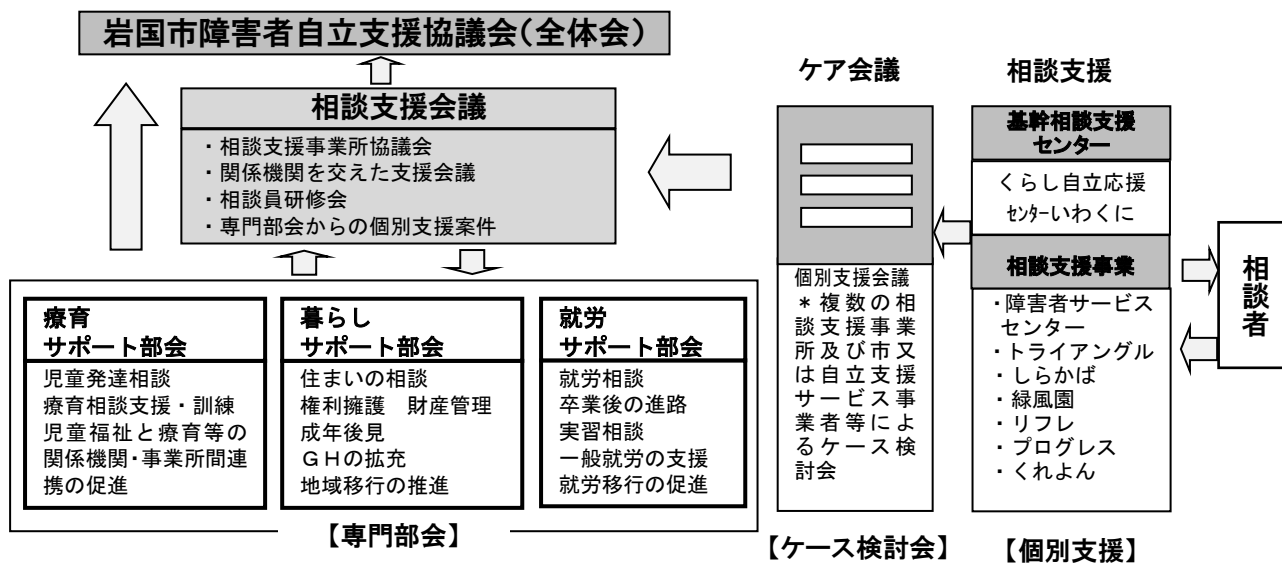 岩国市障害者自立支援協議会(全体会)
相談支援会議
・相談支援事業所協議会
・関係機関を交えた支援会議
・相談員研修会
・専門部会からの個別支援案件
療育
サポート部会
児童発達相談
療育相談支援・訓練
児童福祉と療育等の
関係機関・事業所間連
携の促進
暮らし
サポート部会
住まいの相談
権利擁護　財産管理
成年後見
GHの拡充
地域移行の推進
就労
サポート部会
就労相談
卒業後の進路
実習相談
一般就労の支援
就労移行の促進
【専門部会】
ケア会議
個別支援会議
*複数の相
談支援事業
所及び市又
は自立支援
サービス事
業者等によ
るケース検
討会
【ケース検討会】
相談支援
基幹相談支援
センター
くらし自立応援
ｾﾝﾀｰいわくに
相談支援事業
・障害者サービス
センター
・トライアングル
・しらかば
・緑風園
・リフレ
・プログレス
・くれよん
【個別支援】
相談者